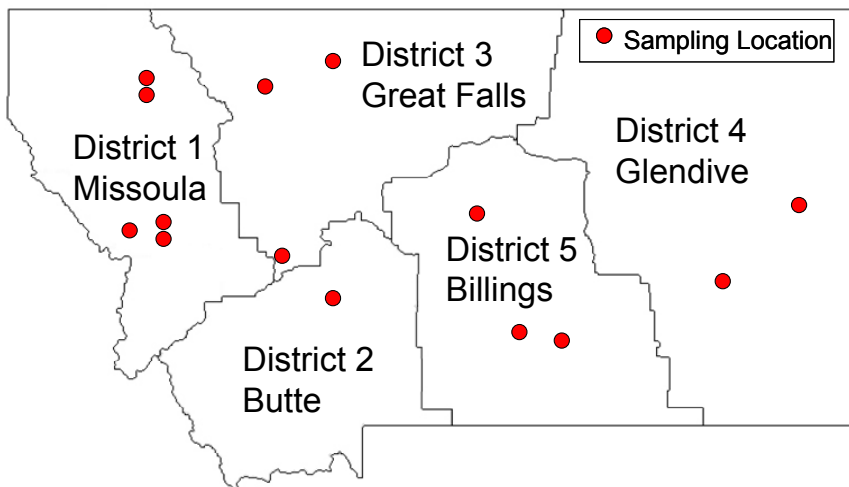 District 3
Great Falls
Sampling Location
District 1
Missoula
District 4
Glendive
District 5
Billings
District 2
Butte